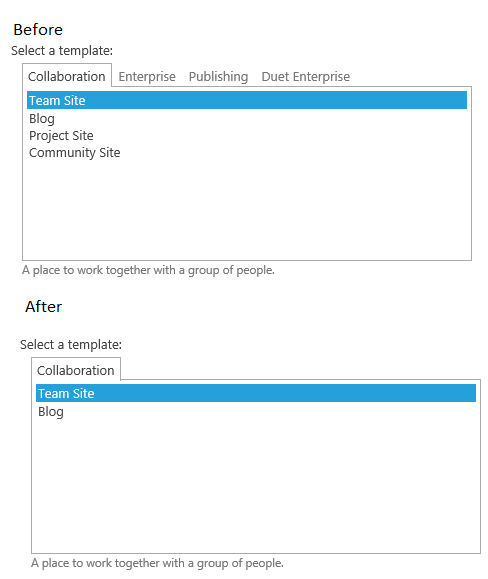 Before
Select a template:
Collaboration Enterprise Publishing Duet Enterprise
Team Site
Blog
Project Site
Community Site
A place to work together with a group of people.
After
Select a template:
Collaboration
Team Site
Blog
A place to work together with a group of people.